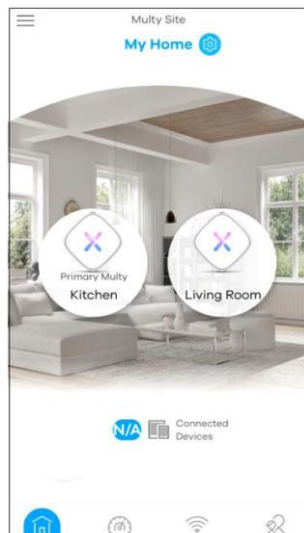 Multy Site
My Home
Primary Multy
Kitchen
Living Room
N/A
Connected
Devices